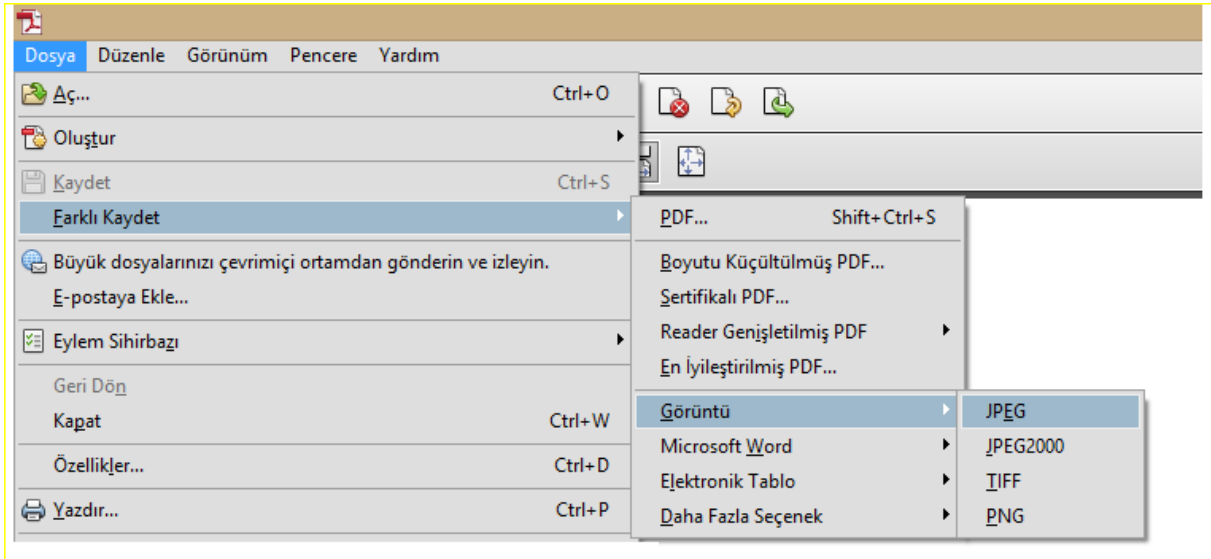 Dosya Düzenle Görünüm Pencere Yardım
Aç... Ctrl+O
Oluştur
Kaydet Ctrl+S
Farklı Kaydet
Büyük dosyalarınızı çevrimiçi ortamdan gönderin ve izleyin.
E-postaya Ekle...
Eylem Sihirbazı
Geri Dön
Kapat Ctrl+W
Özellikler... Ctrl+D
Yazdır... Ctrl+P
PDF... Shift+Ctrl+S
Boyutu Küçültülmüş PDF...
Sertifikalı PDF...
Reader Genişletilmiş PDF
En İyileştirilmiş PDF...
Görüntü
Microsoft Word
Elektronik Tablo
Daha Fazla Seçenek
JPEG
JPEG2000
TIFF
PNG